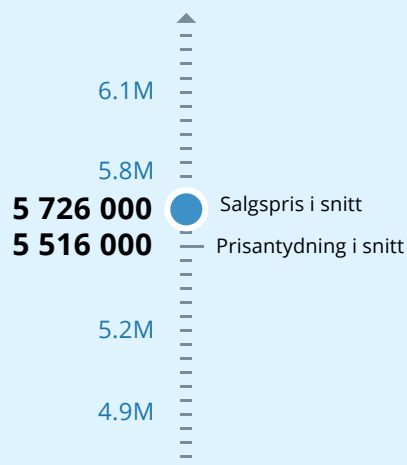 6.1M
5.8M
5 726 000 Salgspris i snitt
5 516 000 Prisantydning i snitt
5.2M
4.9M